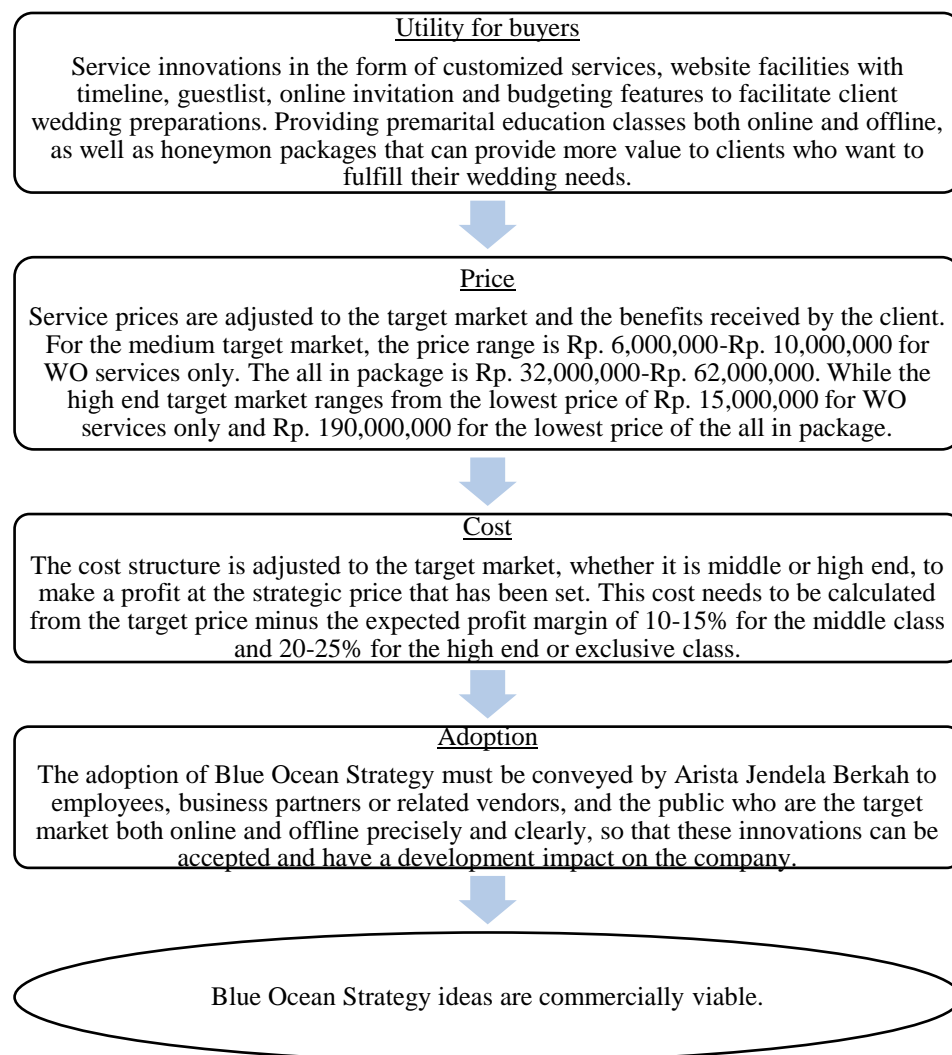 Utility for buyers
Service innovations in the form of customized services, website facilities with
timeline, guestlist, online invitation and budgeting features to facilitate client
wedding preparations. Providing premarital education classes both online and offline,
as well as honeymon packages that can provide more value to clients who want to
fulfill their wedding needs.
Price
Service prices are adjusted to the target market and the benefits received by the client.
For the medium target market, the price range is Rp. 6,000,000-Rp. 10,000,000 for
WO services only. The all in package is Rp. 32,000,000-Rp. 62,000,000. While the
high end target market ranges from the lowest price of Rp. 15,000,000 for WO
services only and Rp. 190,000,000 for the lowest price of the all in package.
Cost
The cost structure is adjusted to the target market, whether it is middle or high end, to
make a profit at the strategic price that has been set. This cost needs to be calculated
from the target price minus the expected profit margin of 10-15% for the middle class
and 20-25% for the high end or exclusive class.
Adoption
The adoption of Blue Ocean Strategy must be conveyed by Arista Jendela Berkah to
employees, business partners or related vendors, and the public who are the target
market both online and offline precisely and clearly, so that these innovations can be
accepted and have a development impact on the company.
Blue Ocean Strategy ideas are commercially viable.